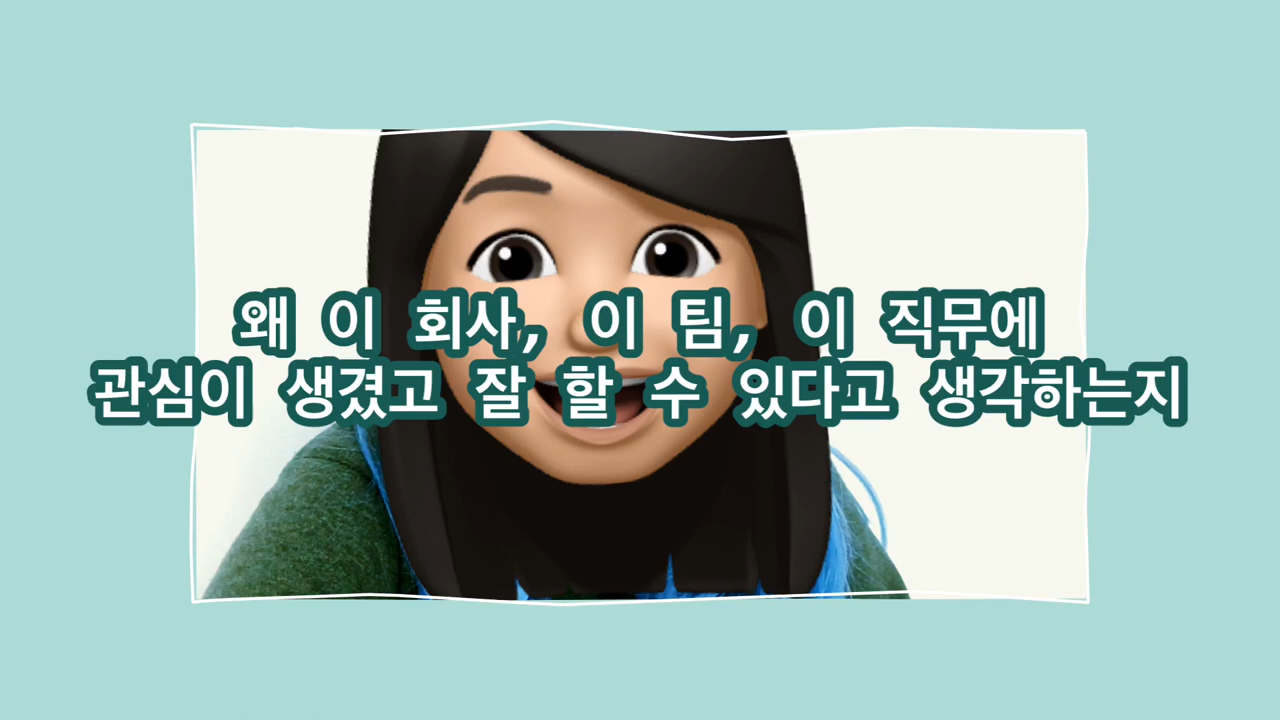 왜 이 회사, 이 팀, 이 직무에
관심이 생겼고 잘 할 수 있다고 생각하는지